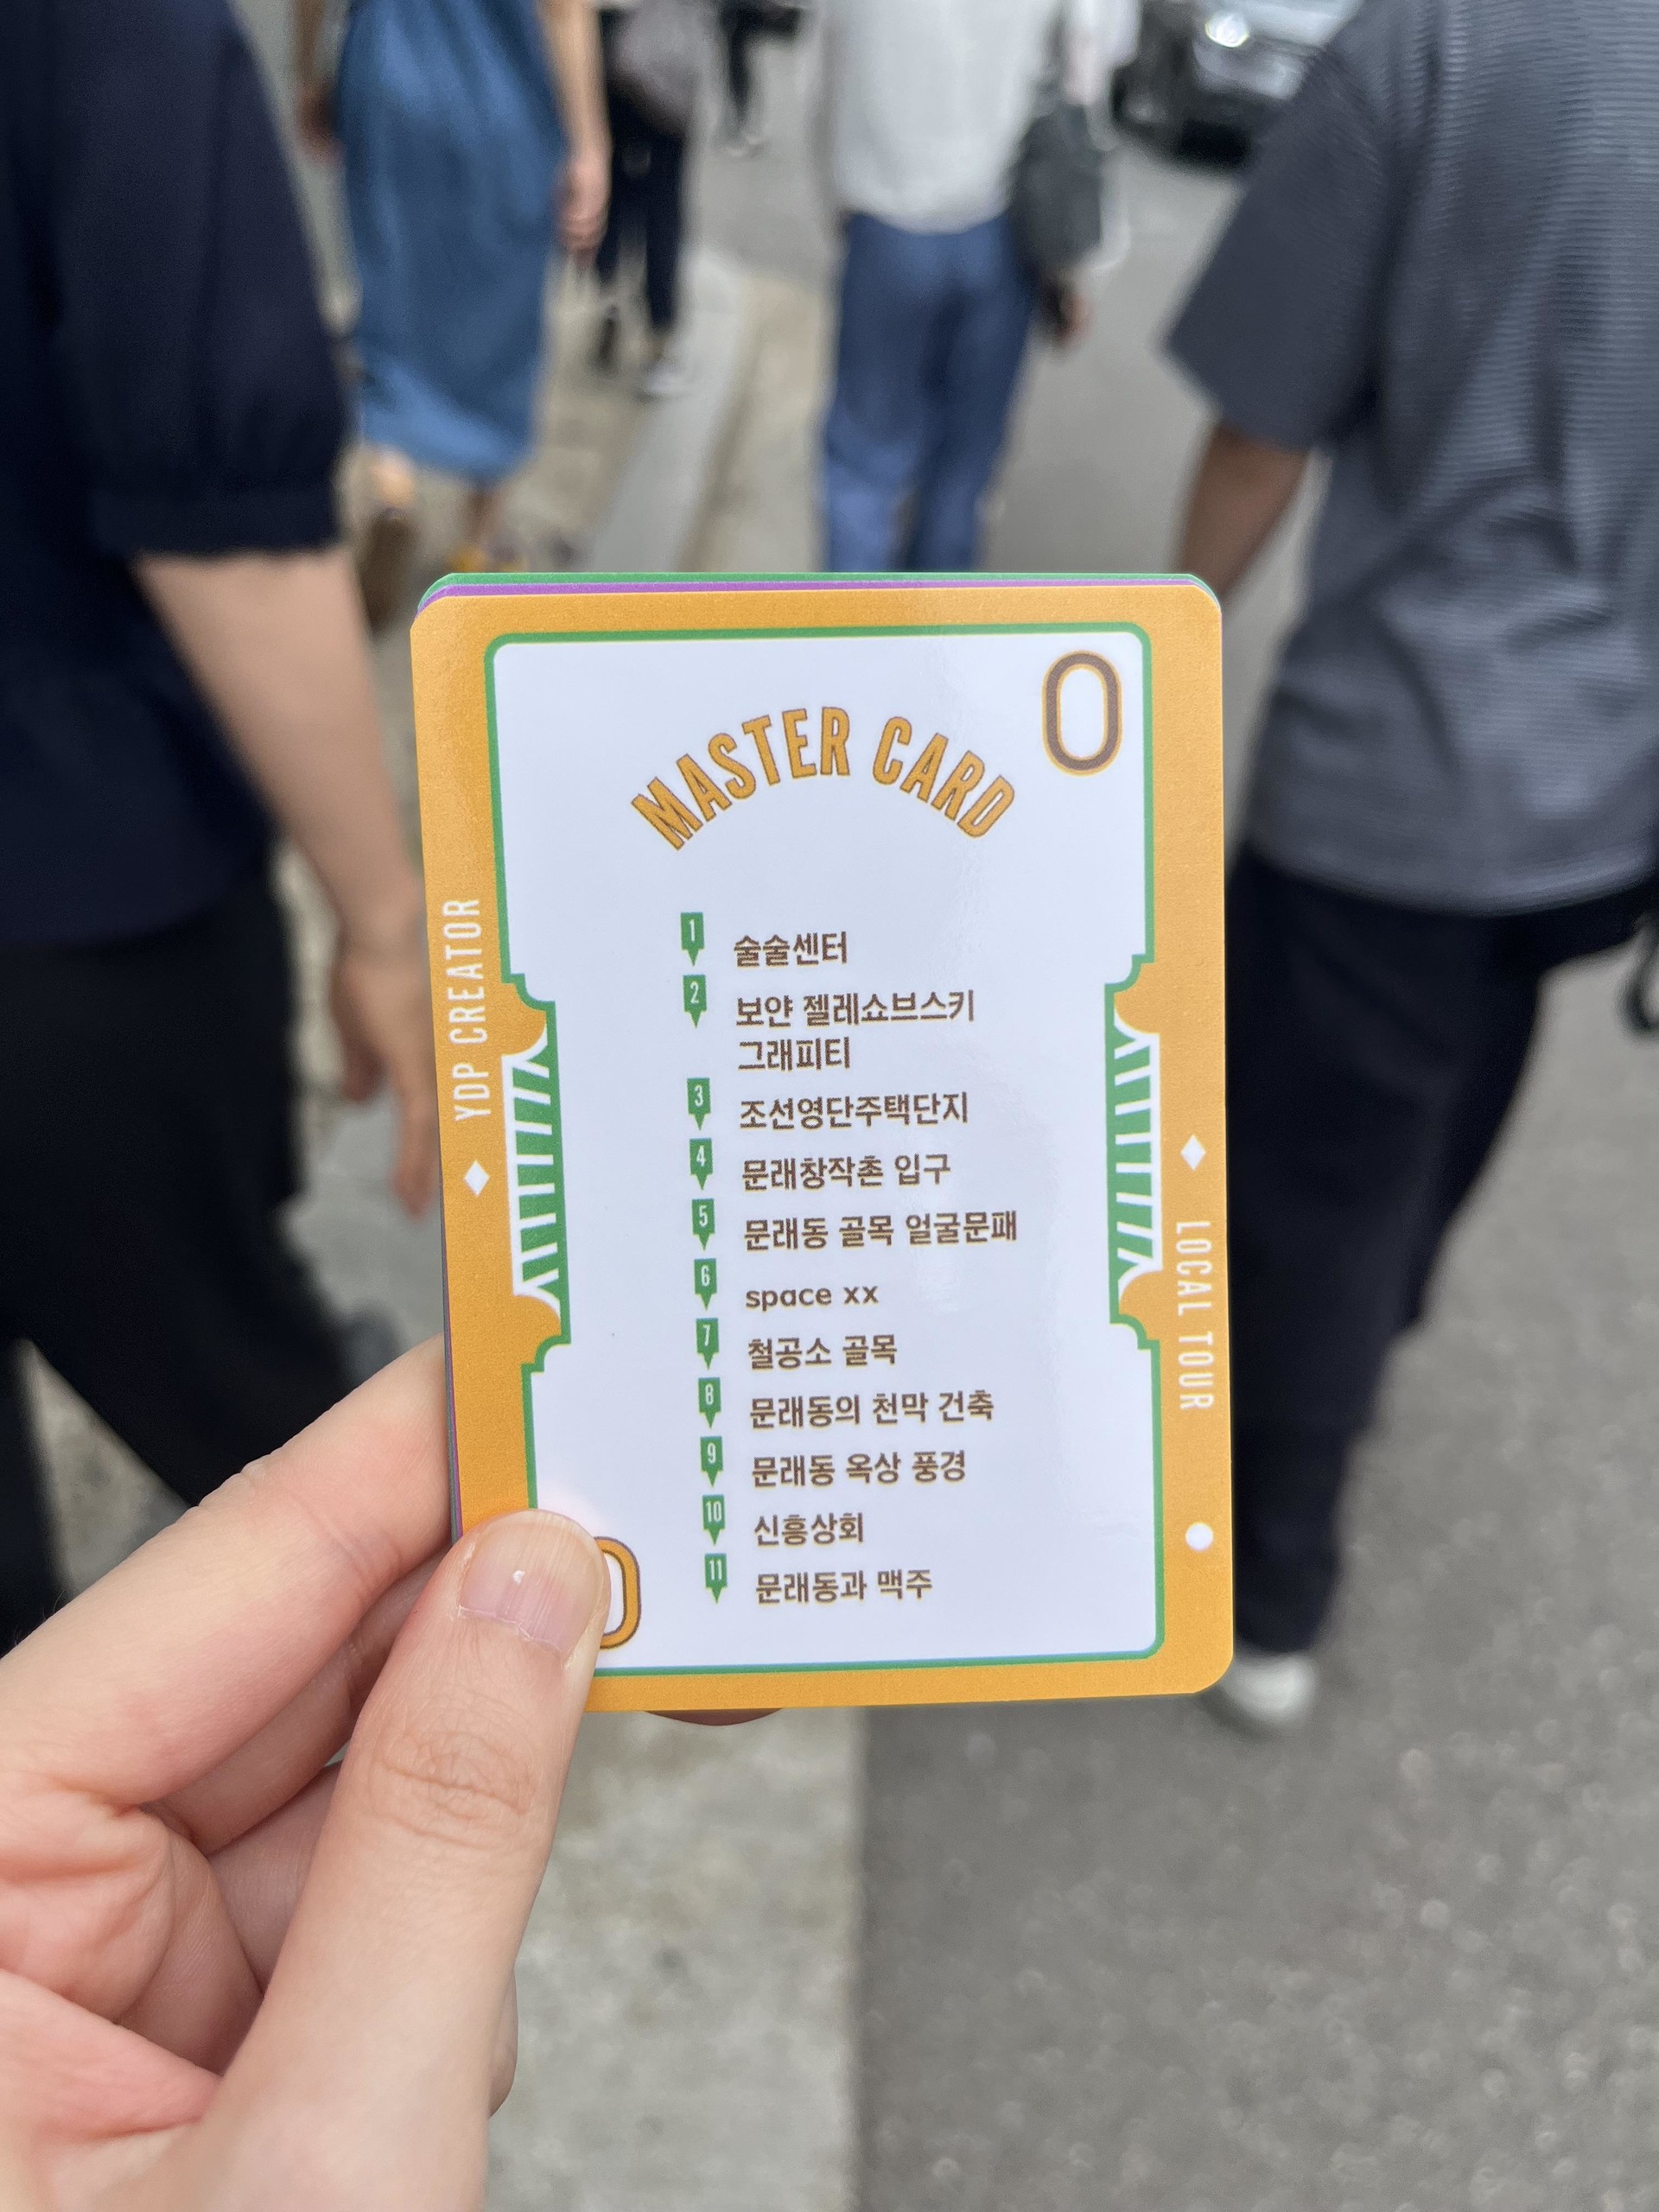 0
MASTER CARD
1 술술센터
2 보얀 젤레쇼브스키
그래피티
3 조선영단주택단지
4 문래창작촌 입구
5 문래동 골목 얼굴문패
6 space xx
7 철공소 골목
8 문래동의 천막 건축
9 문래동 옥상 풍경
10 신흥상회
11 문래동과 맥주
YDP CREATOR
LOCAL TOUR